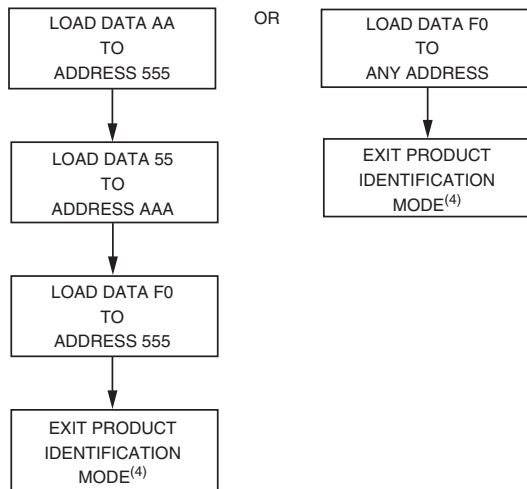 LOAD DATA AA
TO
ADDRESS 555
LOAD DATA 55
TO
ADDRESS AAA
LOAD DATA F0
TO
ADDRESS 555
EXIT PRODUCT
IDENTIFICATION
MODE(4)
OR
LOAD DATA F0
TO
ANY ADDRESS
EXIT PRODUCT
IDENTIFICATION
MODE(4)